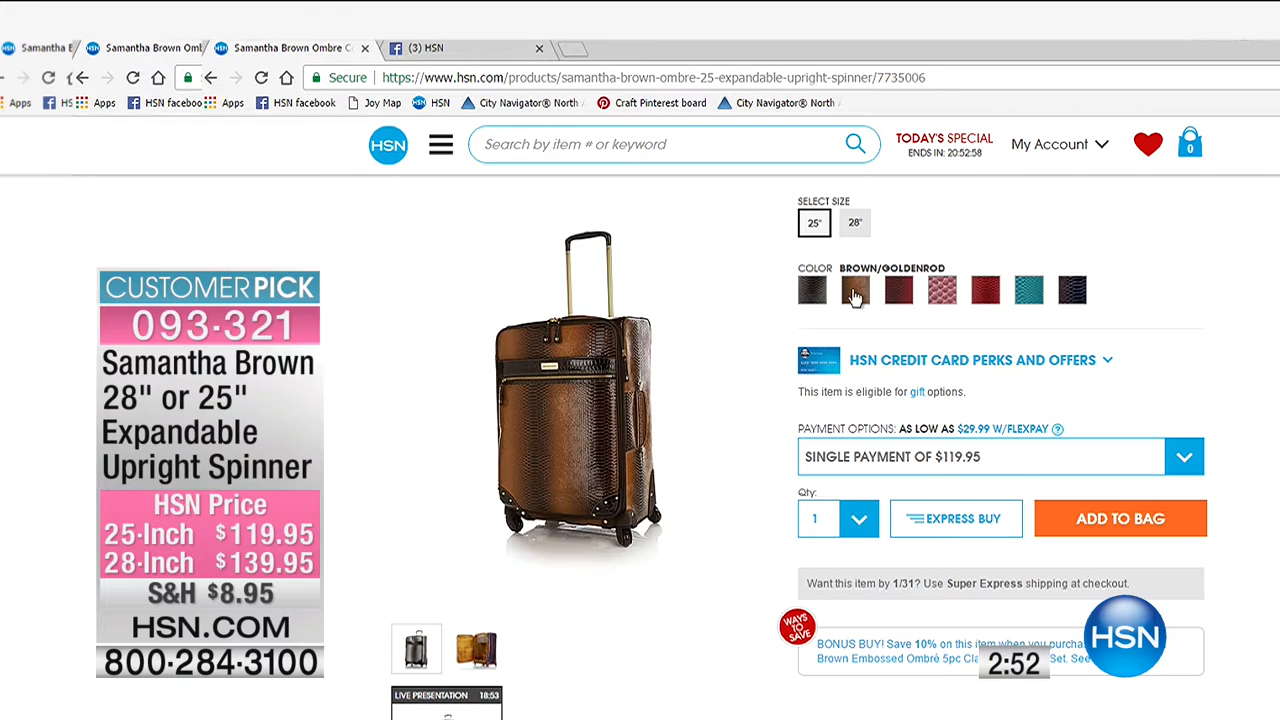 Samantha B
Samantha Brown Omb
Samantha Brown Ombre C
(3) HSN
Secure
https://www.hsn.com/products/samantha-brown-ombre-25-expandable-upright-spinner/7735006
Apps
HS
Apps
HSN facebo
Apps
HSN facebook
Joy Map
HSN
City Navigator® North
Craft Pinterest board
City Navigator® North
HSN
Search by item # or keyword
TODAY'S SPECIAL
ENDS IN: 20:52:58
My Account
0
SELECT SIZE
25"
28"
COLOR BROWN/GOLDENROD
CUSTOMER PICK
093-321
Samantha Brown
28" or 25"
Expandable
Upright Spinner
HSN Price
25-Inch $119.95
28-Inch $139.95
S&H $8.95
HSN.COM
800-284-3100
HSN CREDIT CARD PERKS AND OFFERS
This item is eligible for gift options.
PAYMENT OPTIONS: AS LOW AS $29.99 W/FLEXPAY ?
SINGLE PAYMENT OF $119.95
Qty:
1
EXPRESS BUY
ADD TO BAG
Want this item by 1/31? Use Super Express shipping at checkout.
WAYS
TO
SAVE
BONUS BUY! Save 10% on this item when you purcha
Brown Embossed Ombré 5pc Cla
Set. See
HSN
2:52
LIVE PRESENTATION 18:53